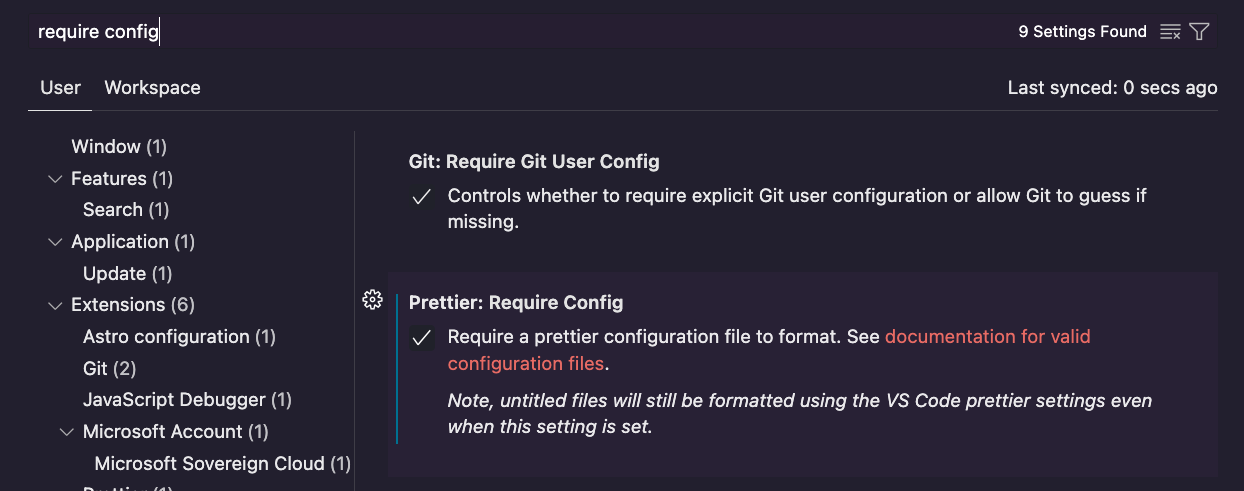 require config
9 Settings Found
User
Workspace
Last synced: 0 secs ago
Window (1)
Features (1)
Search (1)
Application (1)
Update (1)
Extensions (6)
Astro configuration (1)
Git (2)
JavaScript Debugger (1)
Microsoft Account (1)
Microsoft Sovereign Cloud (1)
Prettier (1)
Git: Require Git User Config
Controls whether to require explicit Git user configuration or allow Git to guess if
missing.
Prettier: Require Config
Require a prettier configuration file to format. See documentation for valid
configuration files.
Note, untitled files will still be formatted using the VS Code prettier settings even
when this setting is set.